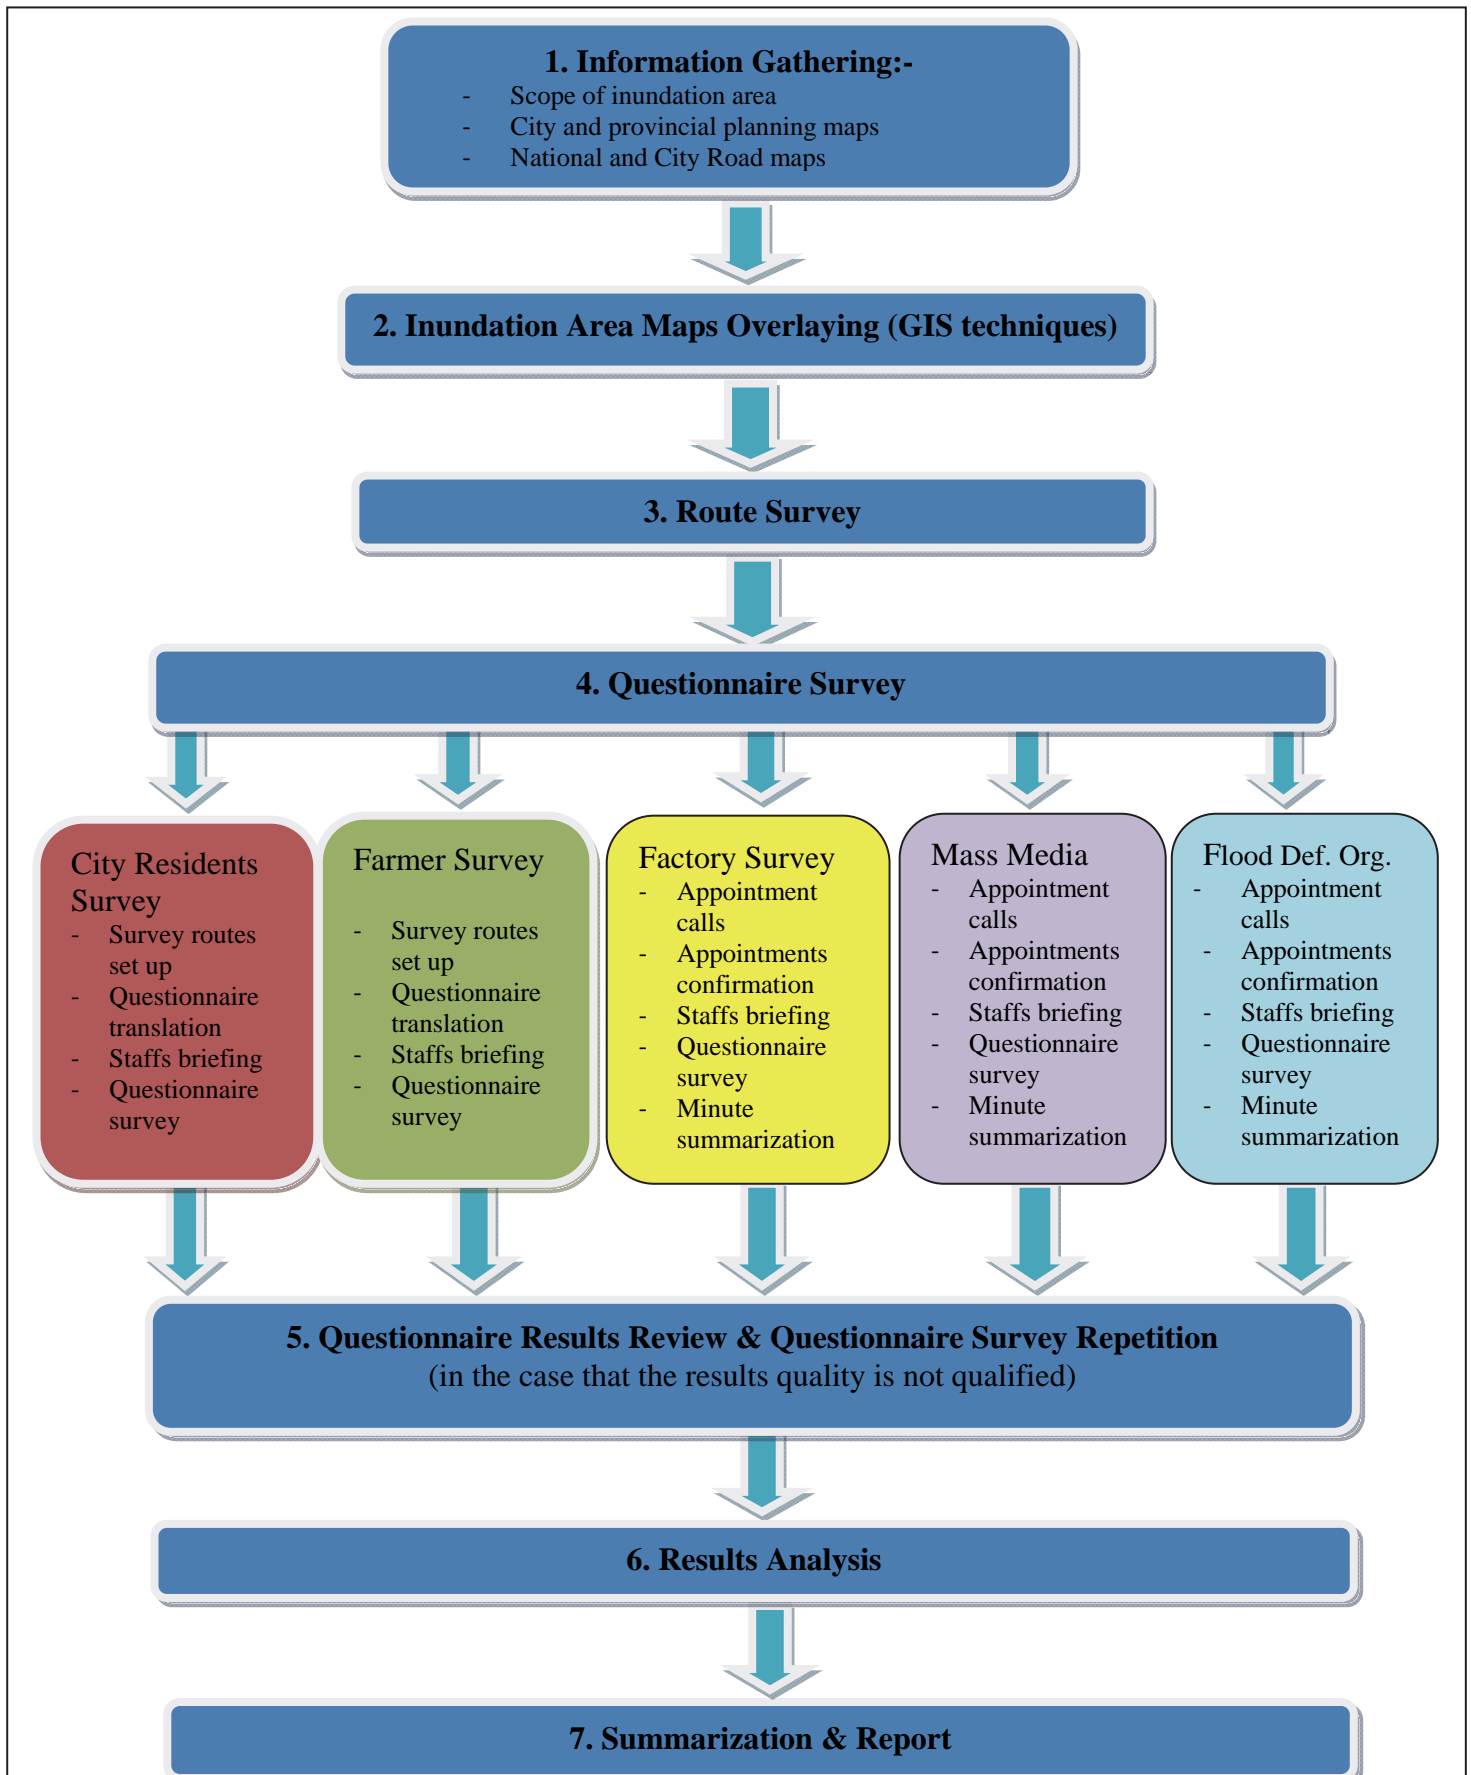 1. Information Gathering:-
- Scope of inundation area
- City and provincial planning maps
- National and City Road maps
2. Inundation Area Maps Overlaying (GIS techniques)
3. Route Survey
4. Questionnaire Survey
City Residents
Survey
- Survey routes
set up
- Questionnaire
translation
- Staffs briefing
- Questionnaire
survey
Farmer Survey
- Survey routes
set up
- Questionnaire
translation
- Staffs briefing
- Questionnaire
survey
Factory Survey
- Appointment
calls
- Appointments
confirmation
- Staffs briefing
- Questionnaire
survey
- Minute
summarization
Mass Media
- Appointment
calls
- Appointments
confirmation
- Staffs briefing
- Questionnaire
survey
- Minute
summarization
Flood Def. Org.
- Appointment
calls
- Appointments
confirmation
- Staffs briefing
- Questionnaire
survey
- Minute
summarization
5. Questionnaire Results Review & Questionnaire Survey Repetition
(in the case that the results quality is not qualified)
6. Results Analysis
7. Summarization & Report